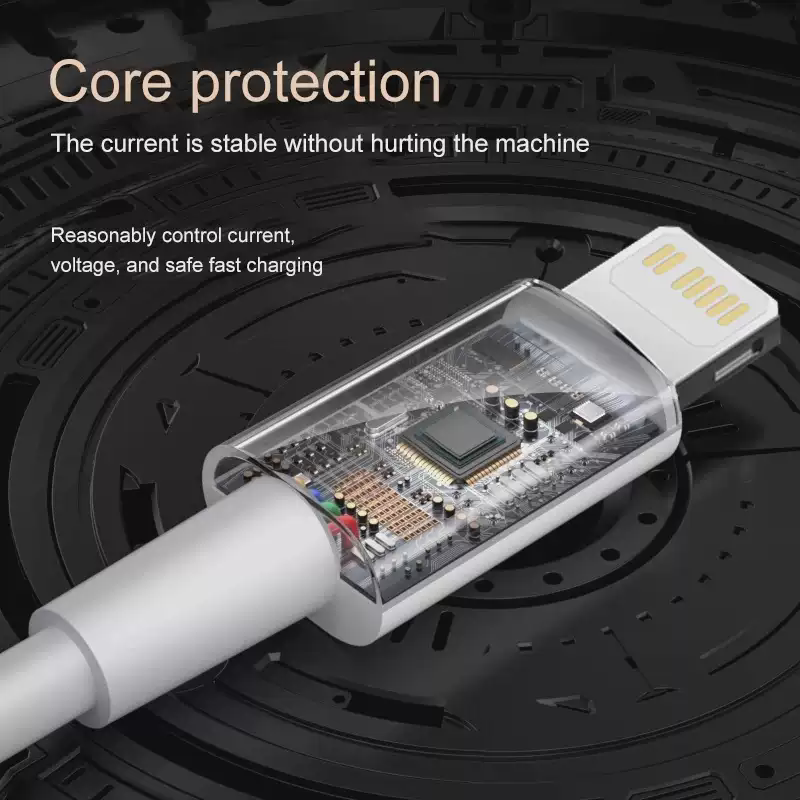 Core protection
The current is stable without hurting the machine
Reasonably control current,
voltage, and safe fast charging